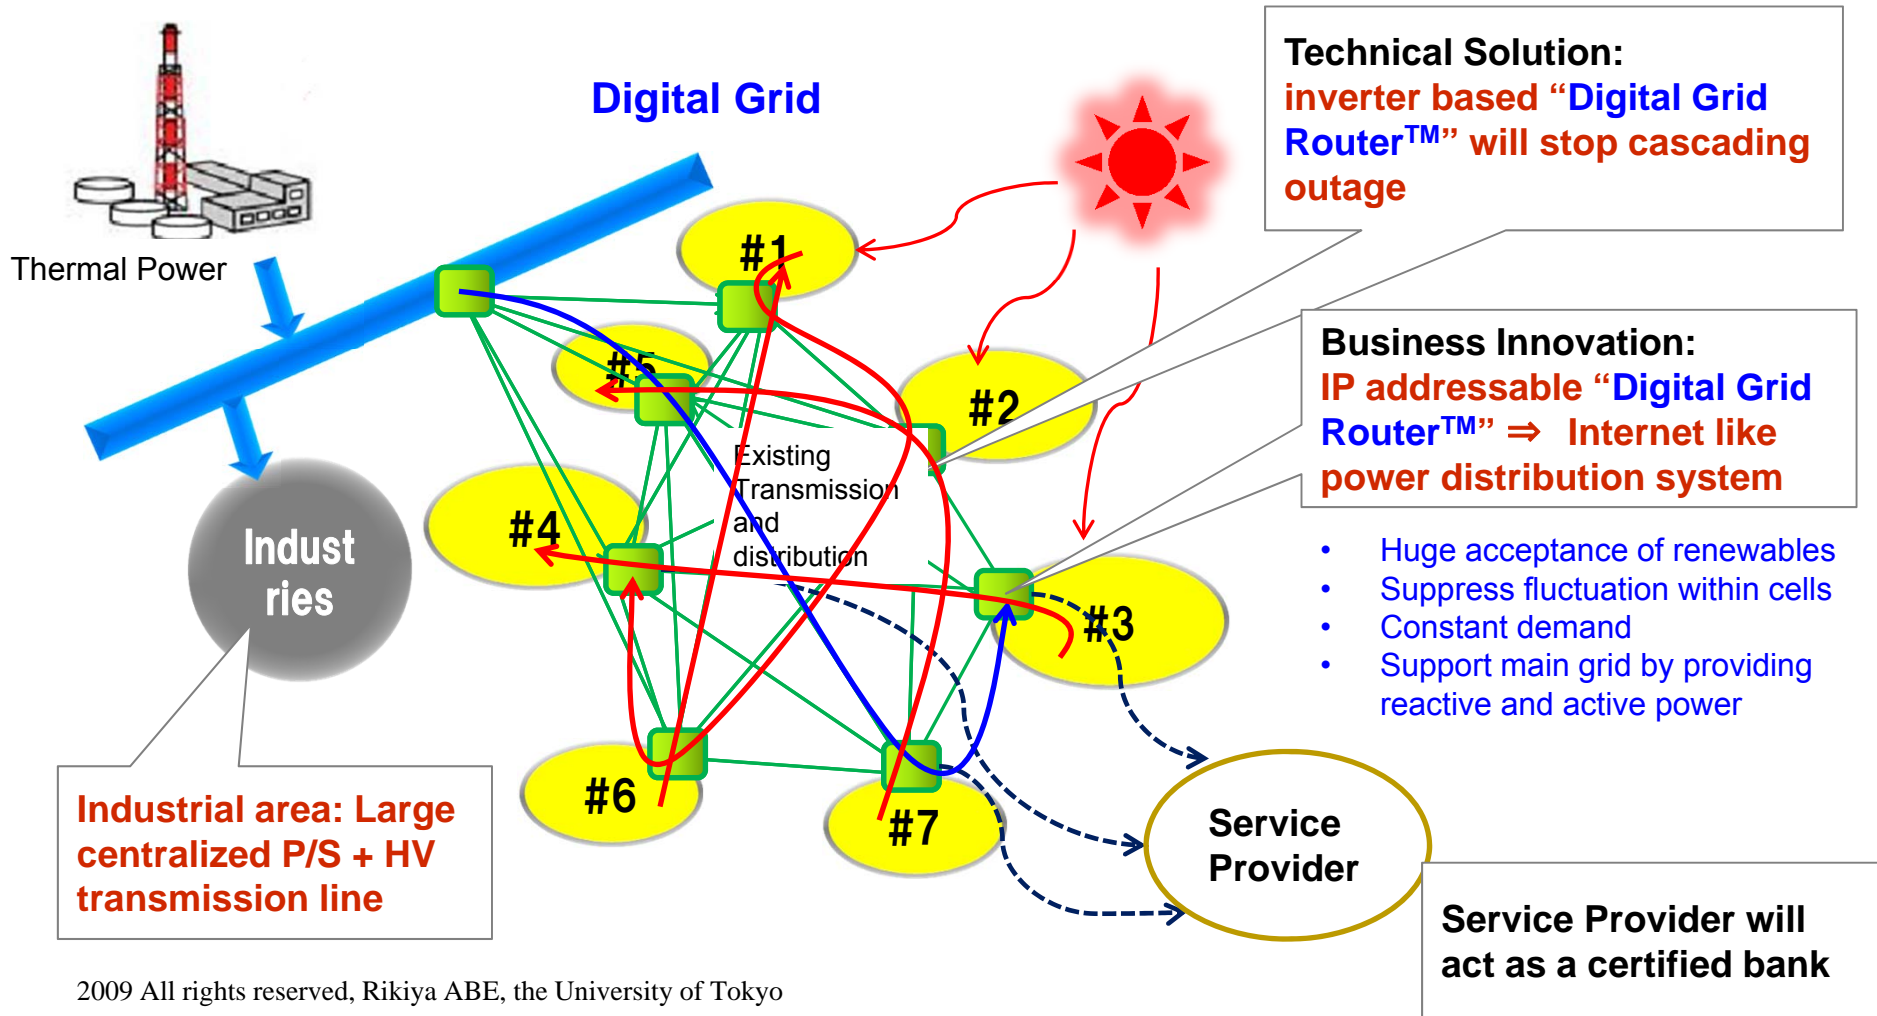 Digital Grid
Thermal Power
Technical Solution:
inverter based “Digital Grid
Router™” will stop cascading
outage
#1
#5
#2
Business Innovation:
IP addressable “Digital Grid
Router™” ⇒ Internet like
power distribution system
Existing
Transmission
and
distribution
#4
Indust
ries
#3
• Huge acceptance of renewables
• Suppress fluctuation within cells
• Constant demand
• Support main grid by providing
reactive and active power
#6
#7
Industrial area: Large
centralized P/S + HV
transmission line
Service
Provider
Service Provider will
act as a certified bank
2009 All rights reserved, Rikiya ABE, the University of Tokyo